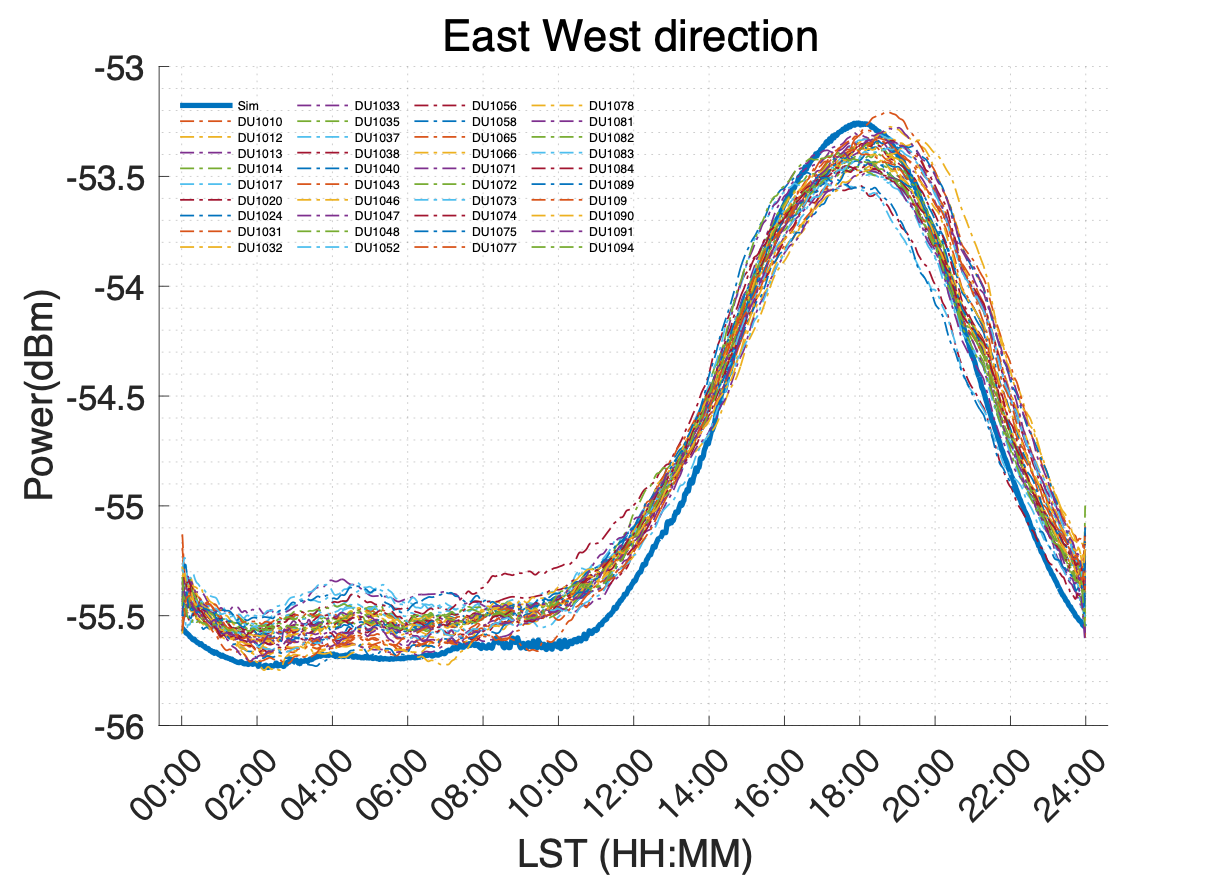 East West direction
-53
-53.5
-54
-54.5
-55
-55.5
-56
Power(dBm)
Sim DU1033 DU1056 DU1078
DU1010 DU1035 DU1058 DU1081
DU1012 DU1037 DU1065 DU1082
DU1013 DU1038 DU1066 DU1083
DU1014 DU1040 DU1071 DU1084
DU1017 DU1043 DU1072 DU1089
DU1020 DU1046 DU1073 DU109
DU1024 DU1047 DU1074 DU1090
DU1031 DU1048 DU1075 DU1091
DU1032 DU1052 DU1077 DU1094
00:00 02:00 04:00 06:00 08:00 10:00 12:00 14:00 16:00 18:00 20:00 22:00 24:00
LST (HH:MM)